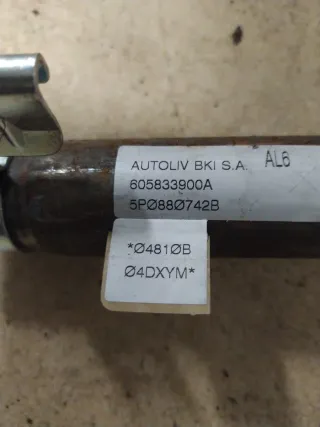 AUTOLIV BKI S.A. AL6
605833900A
5PØ88Ø742B
*Ø481ØB
Ø4DXYM*